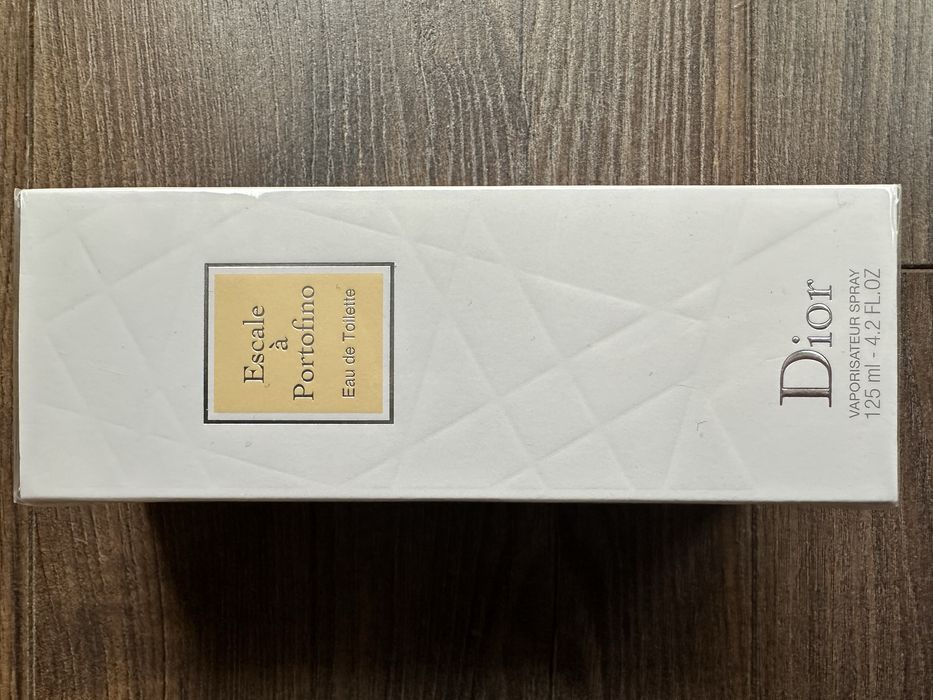 Escale
à
Portofino
Eau de Toilette
Dior
VAPORISATEUR SPRAY
125 ml - 4.2 FL.OZ